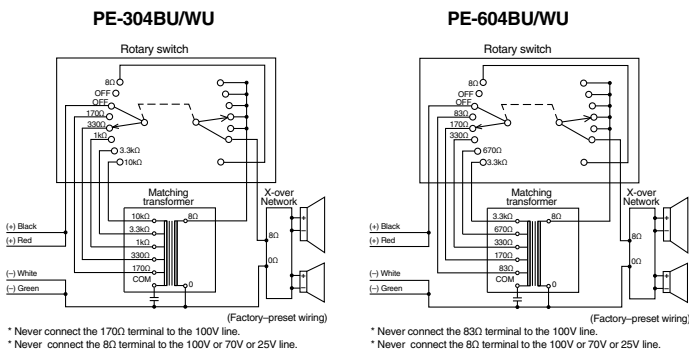 PE-304BU/WU
Rotary switch
8Ω
OFF
OFF
170Ω
330Ω
1kΩ
3.3kΩ
10kΩ
Matching
transformer
X-over
Network
10kΩ
3.3kΩ
1kΩ
330Ω
170Ω
COM
8Ω
0
8Ω
0Ω
+
−
+
−
(+) Black
(+) Red
(−) White
(−) Green
(Factory–preset wiring)
* Never connect the 170Ω terminal to the 100V line.
* Never connect the 8Ω terminal to the 100V or 70V or 25V line.
PE-604BU/WU
Rotary switch
8Ω
OFF
OFF
83Ω
170Ω
330Ω
670Ω
3.3kΩ
Matching
transformer
X-over
Network
3.3kΩ
670Ω
330Ω
170Ω
83Ω
COM
8Ω
0
8Ω
0Ω
+
−
+
−
(+) Black
(+) Red
(−) White
(−) Green
(Factory–preset wiring)
* Never connect the 83Ω terminal to the 100V line.
* Never connect the 8Ω terminal to the 100V or 70V or 25V line.